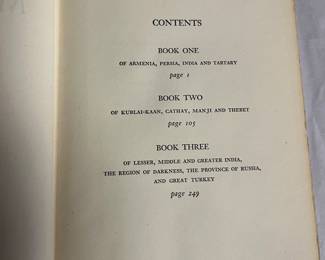 CONTENTS
BOOK ONE
OF ARMENIA, PERSIA, INDIA AND TARTARY
page 1
BOOK TWO
OF KUBLAI-KAAN, CATHAY, MANJI AND THEBET
page 105
BOOK THREE
OF LESSER, MIDDLE AND GREATER INDIA,
THE REGION OF DARKNESS, THE PROVINCE OF RUSHA,
AND GREAT TURKEY
page 249